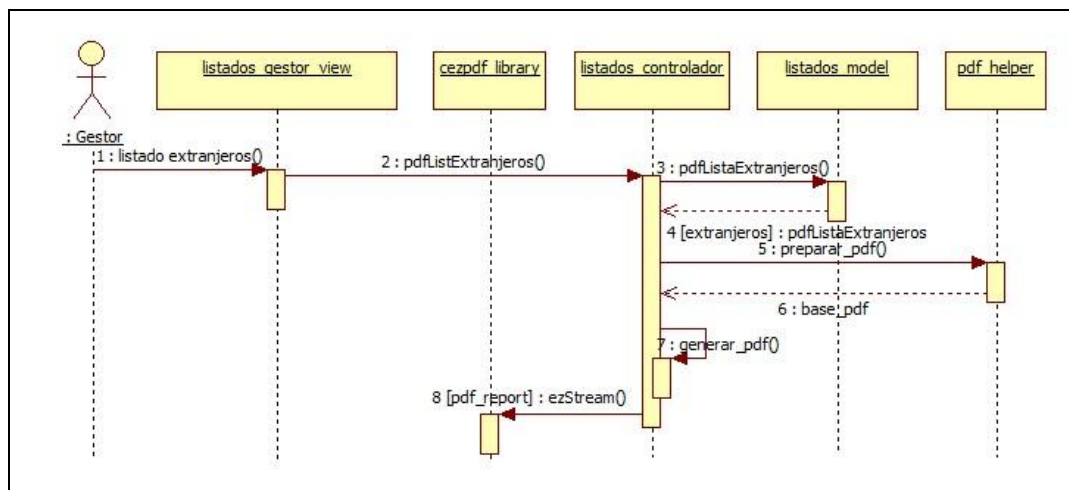 listados_gestor_view
cezpdf_library
listados_controlador
listados_model
pdf_helper
: Gestor
1 : listado extranjeros()
2 : pdfListExtranjeros()
3 : pdfListaExtranjeros()
4 [extranjeros] : pdfListaExtranjeros
5 : preparar_pdf()
6 : base_pdf
7 : generar_pdf()
8 [pdf_report] : ezStream()